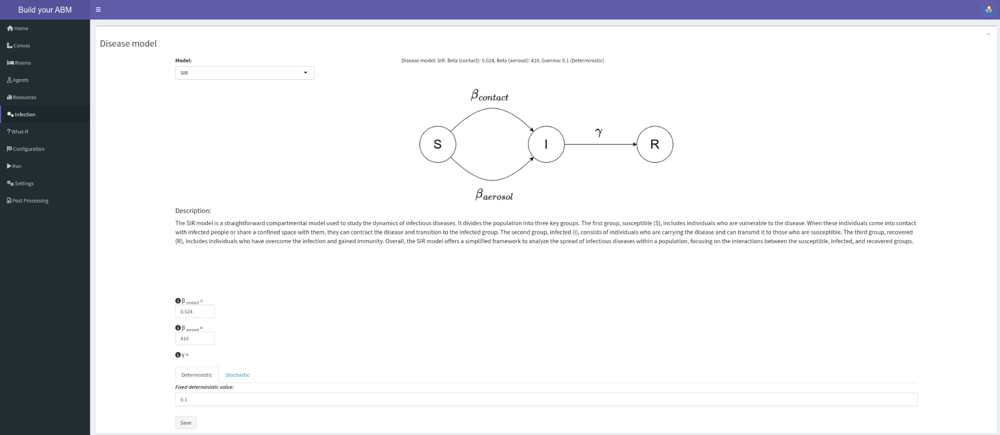 Build your ABM
Home
Canvas
Rooms
Agents
Resources
Infection
What-If
Configuration
Run
Settings
Post Processing
Disease model
Model:
SIR
Disease model: SIR. Beta (contact): 0.024, Beta (aerosol): 410, Gamma: 0.1 (Deterministic)
βcontact
S
I
γ
R
βaerosol
Description:
The SIR model is a straightforward compartmental model used to study the dynamics of infectious diseases. It divides the population into three key groups. The first group, susceptible (S), includes individuals who are vulnerable to the disease. When these individuals come into contact
with infected people or share a confined space with them, they can contract the disease and transition to the infected group. The second group, infected (I), consists of individuals who are carrying the disease and can transmit it to those who are susceptible. The third group, recovered
(R), includes individuals who have overcome the infection and gained immunity. Overall, the SIR model offers a simplified framework to analyze the spread of infectious diseases within a population, focusing on the interactions between the susceptible, infected, and recovered groups.
β contact =
0.024
β aerosol =
410
γ =
Deterministic
Stochastic
Fixed deterministic value:
0.1
Save